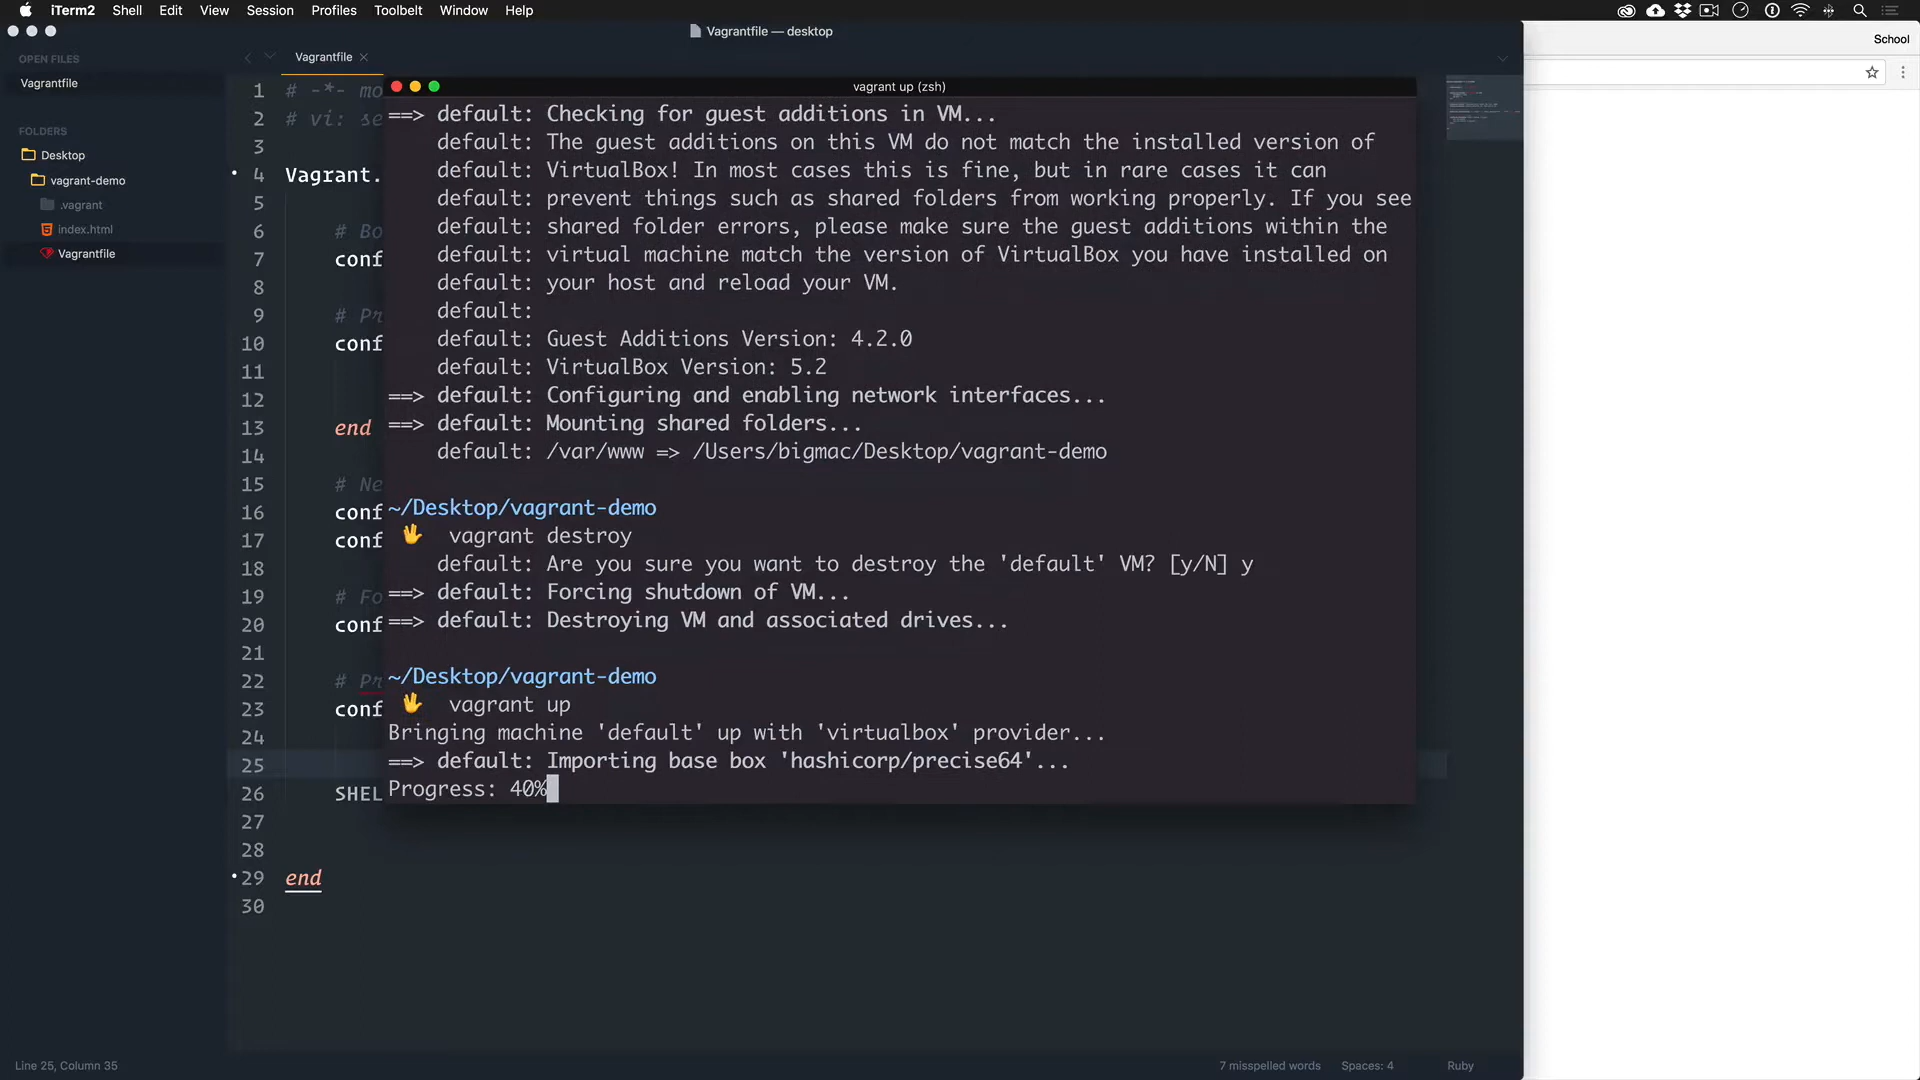 iTerm2 Shell Edit View Session Scripts Profiles Toolbelt Window Help
Vagrantfile — desktop
School
OPEN FILES
Vagrantfile
FOLDERS
Desktop
vagrant-demo
.vagrant
index.html
Vagrantfile
Vagrantfile
1 # -*- mo
2 # vi: se
3
4 Vagrant.
5
6 # Bo
7 conf
8
9 # Pr
10 conf
11
12
13 end
14
15 # Ne
16 conf
17 conf
18
19 # Fo
20 conf
21
22 # Pr
23 conf
24
25
26 SHEL
27
28
29 end
30
vagrant up (zsh)
==> default: Checking for guest additions in VM...
default: The guest additions on this VM do not match the installed version of
default: VirtualBox! In most cases this is fine, but in rare cases it can
default: prevent things such as shared folders from working properly. If you see
default: shared folder errors, please make sure the guest additions within the
default: virtual machine match the version of VirtualBox you have installed on
default: your host and reload your VM.
default:
default: Guest Additions Version: 4.2.0
default: VirtualBox Version: 5.2
==> default: Configuring and enabling network interfaces...
==> default: Mounting shared folders...
default: /var/www => /Users/bigmac/Desktop/vagrant-demo
~/Desktop/vagrant-demo
🖖 vagrant destroy
default: Are you sure you want to destroy the 'default' VM? [y/N] y
==> default: Forcing shutdown of VM...
==> default: Destroying VM and associated drives...
~/Desktop/vagrant-demo
🖖 vagrant up
Bringing machine 'default' up with 'virtualbox' provider...
==> default: Importing base box 'hashicorp/precise64'...
Progress: 40%
Line 25, Column 35
7 misspelled words
Spaces: 4
Ruby